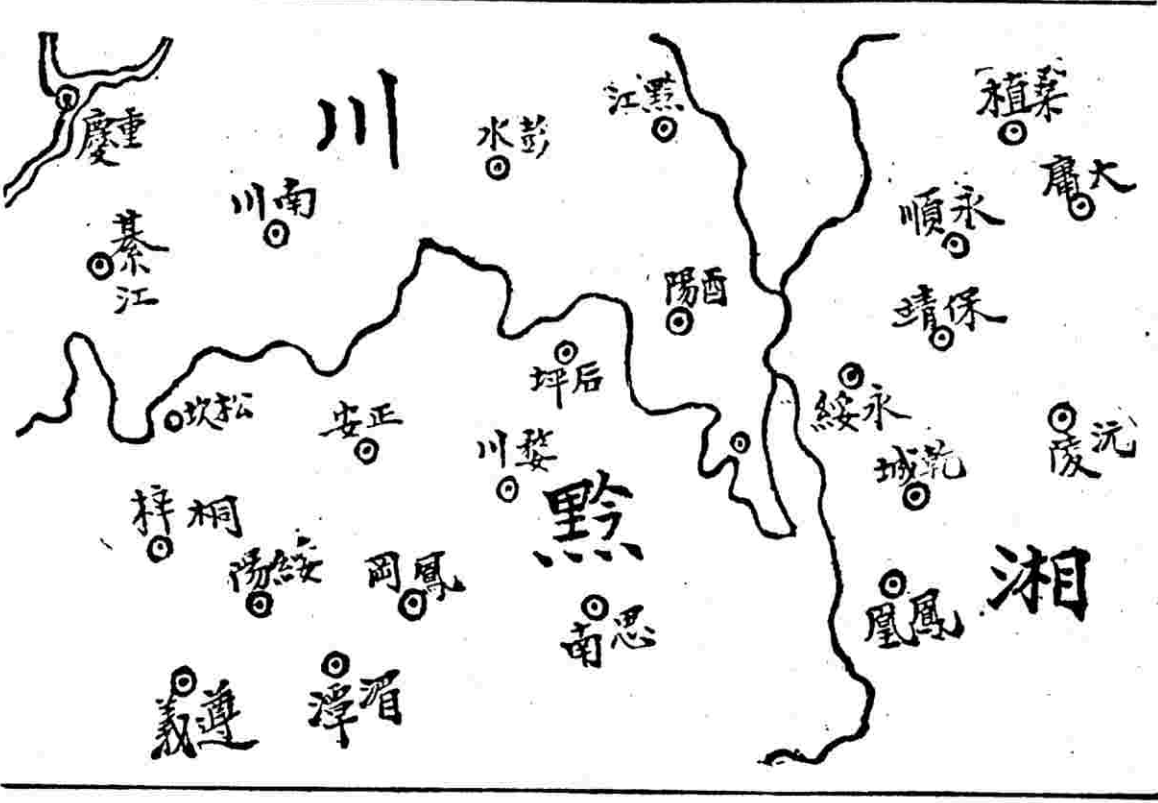 重慶
川
彭水
黔江
桑植
大庸
南川
永順
綦江
酉陽
保靖
后坪
永綏
松坎
正安
婺川
乾城
沅陵
桐梓
黔
綏陽
鳳岡
湘
思南
鳳凰
遵義
湄潭